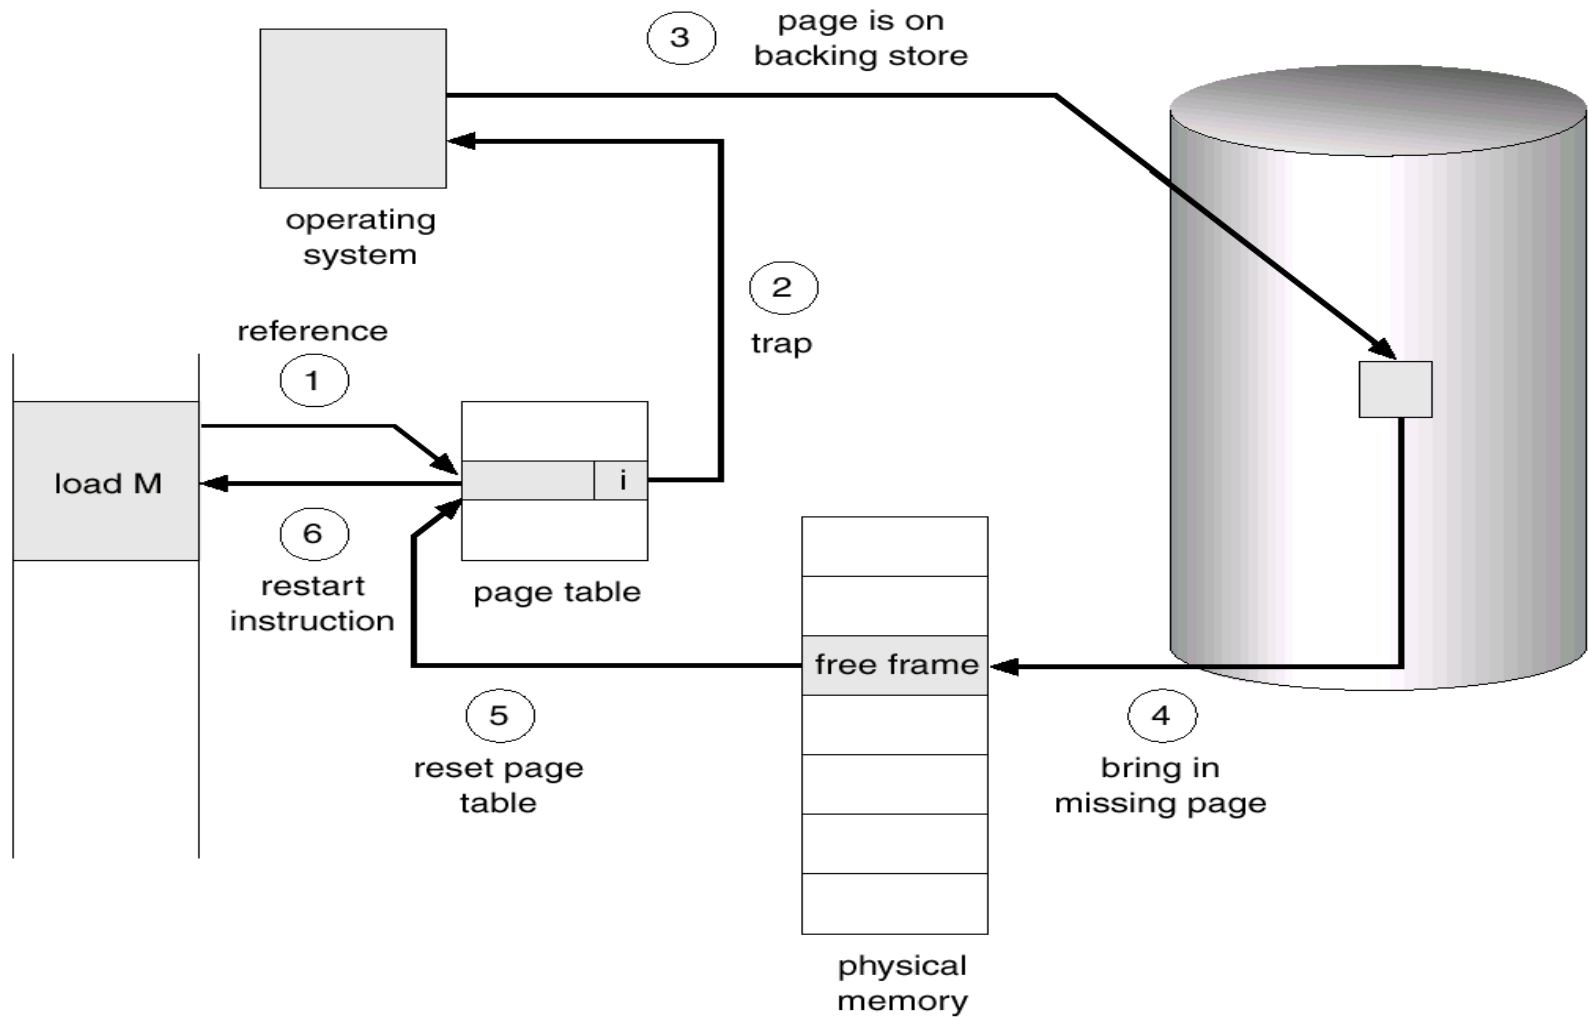 3
page is on
backing store
operating
system
2
trap
reference
1
load M
i
6
restart
instruction
page table
free frame
5
reset page
table
4
bring in
missing page
physical
memory